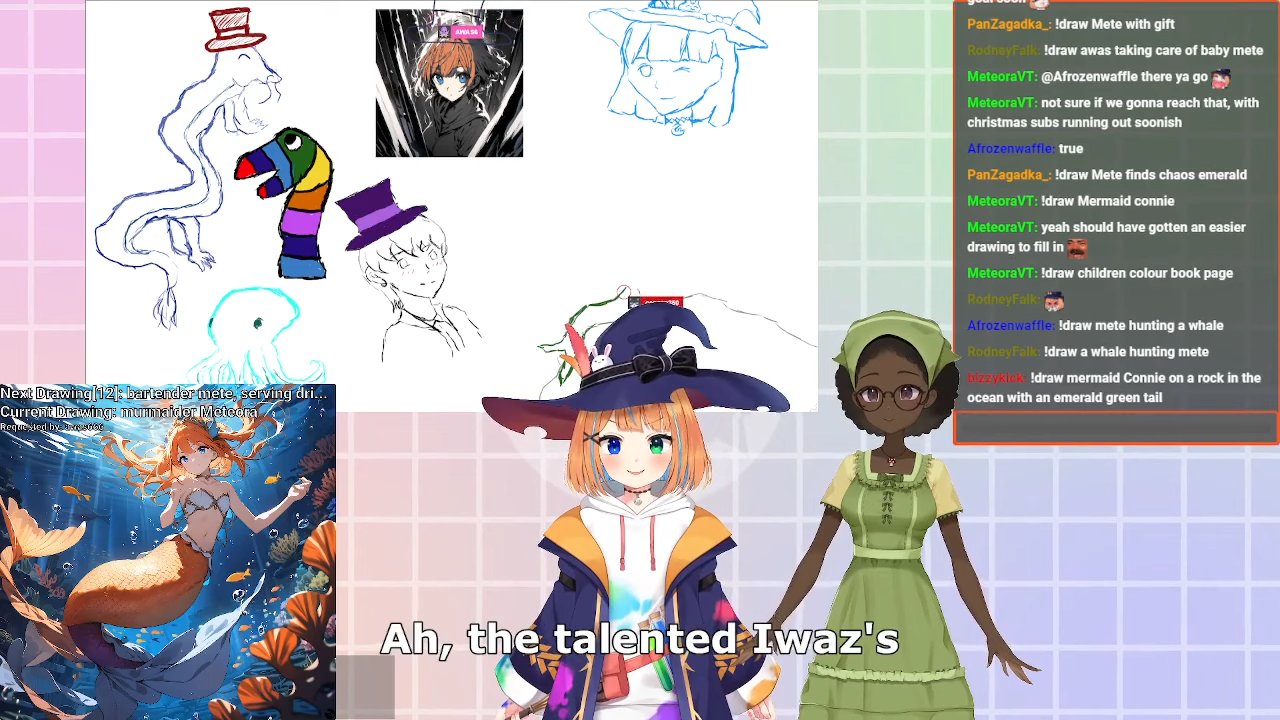 AWAS6
PanZagadka_: !draw Mete with gift
RodneyFalk: !draw awas taking care of baby mete
MeteoraVT: @Afrozenwaffle there ya go
MeteoraVT: not sure if we gonna reach that, with
christmas subs running out soonish
Afrozenwaffle: true
PanZagadka_: !draw Mete finds chaos emerald
MeteoraVT: !draw Mermaid connie
MeteoraVT: yeah should have gotten an easier
drawing to fill in
MeteoraVT: !draw children colour book page
RodneyFalk:
Afrozenwaffle: !draw mete hunting a whale
RodneyFalk: !draw a whale hunting mete
bizzykick: !draw mermaid Connie on a rock in the
ocean with an emerald green tail
Next Drawing[12]: bartender mete, serving dri...
Current Drawing: murmaider Meteora
Requested by:
Ah, the talented Iwaz's